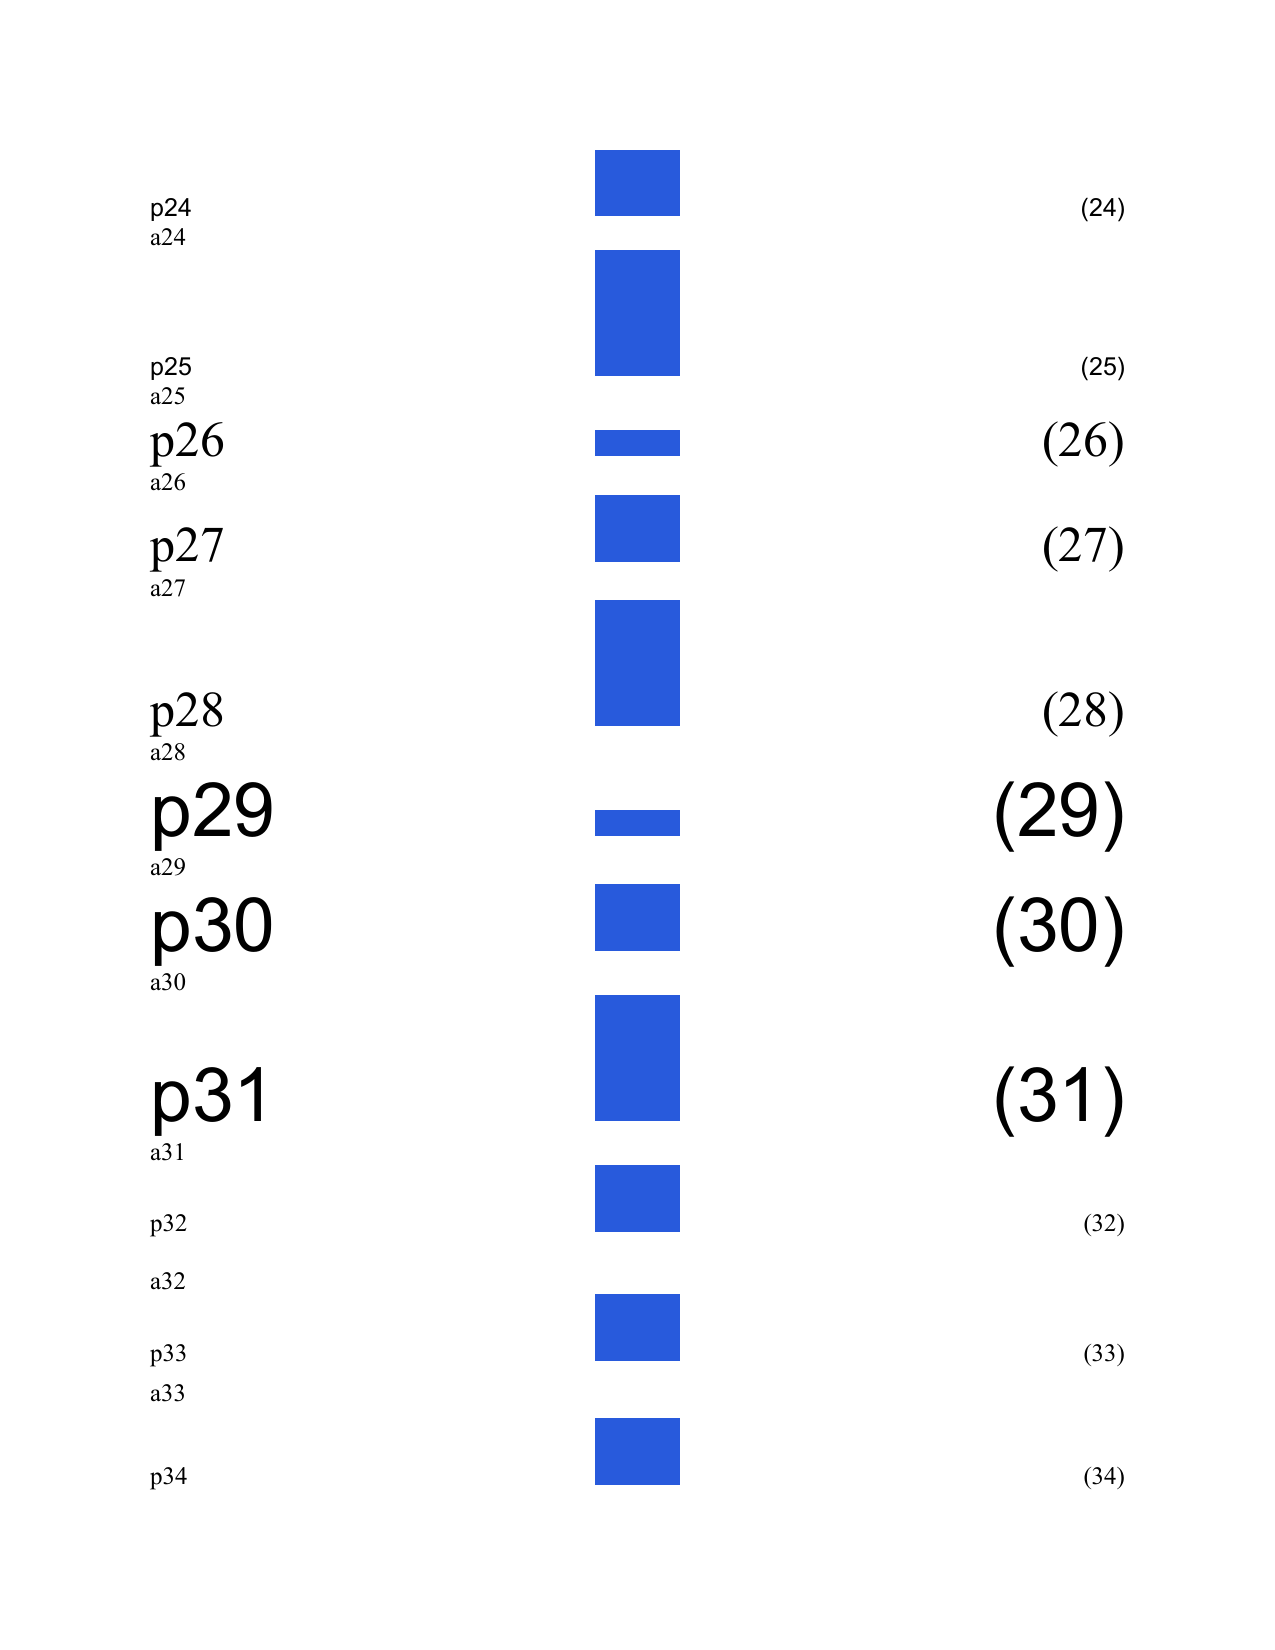 p24 (24)
a24
p25 (25)
a25
p26 (26)
a26
p27 (27)
a27
p28 (28)
a28
p29 (29)
a29
p30 (30)
a30
p31 (31)
a31
p32 (32)
a32
p33 (33)
a33
p34 (34)